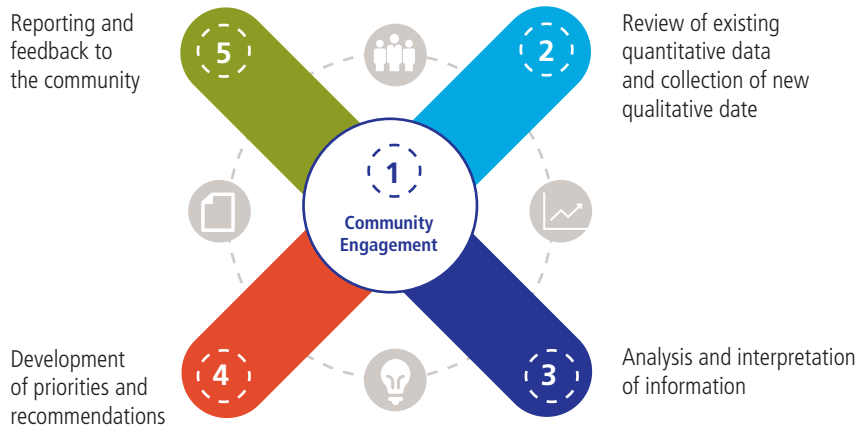 Reporting and
feedback to
the community
5
2
Review of existing
quantitative data
and collection of new
qualitative date
1
Community
Engagement
Development
of priorities and
recommendations
4
3
Analysis and interpretation
of information